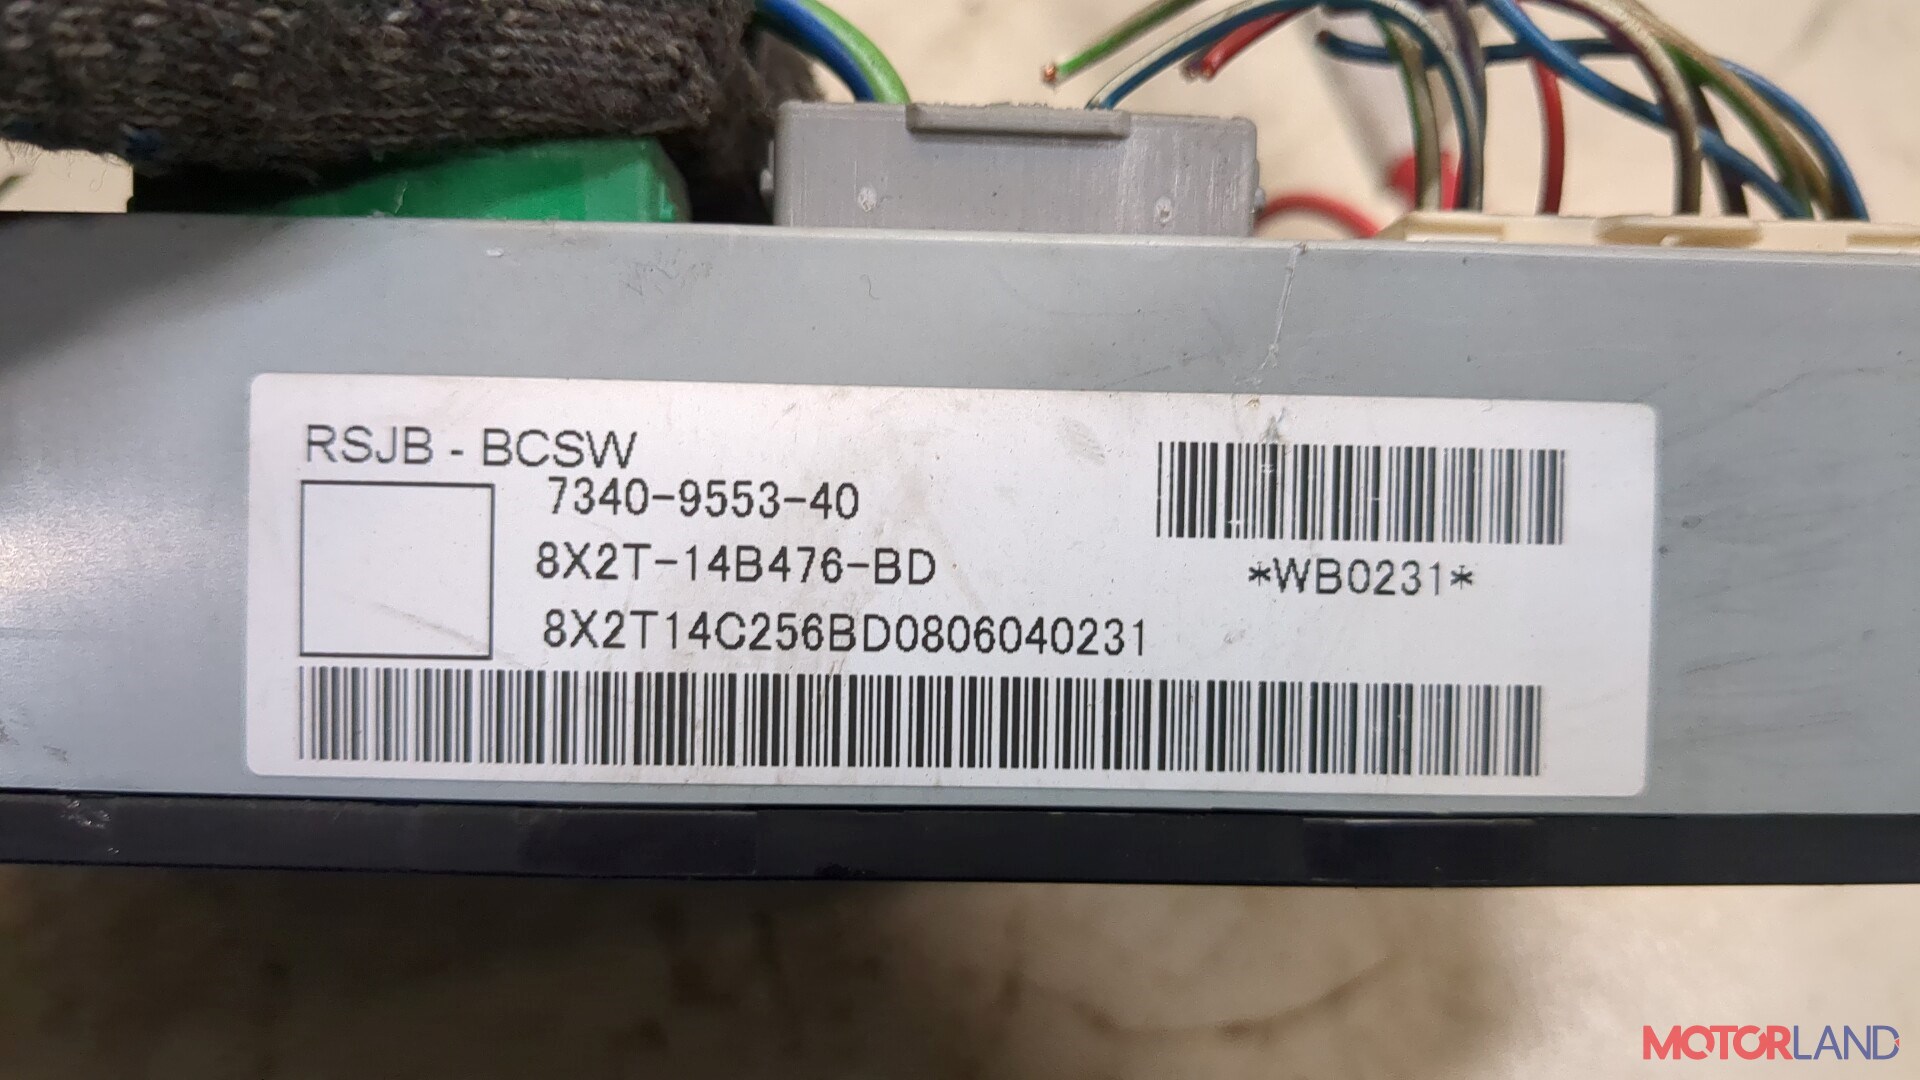 RSJB - BCSW
7340-9553-40
8X2T-14B476-BD
8X2T14C256BD0806040231
*WB0231*
MOTORLAND